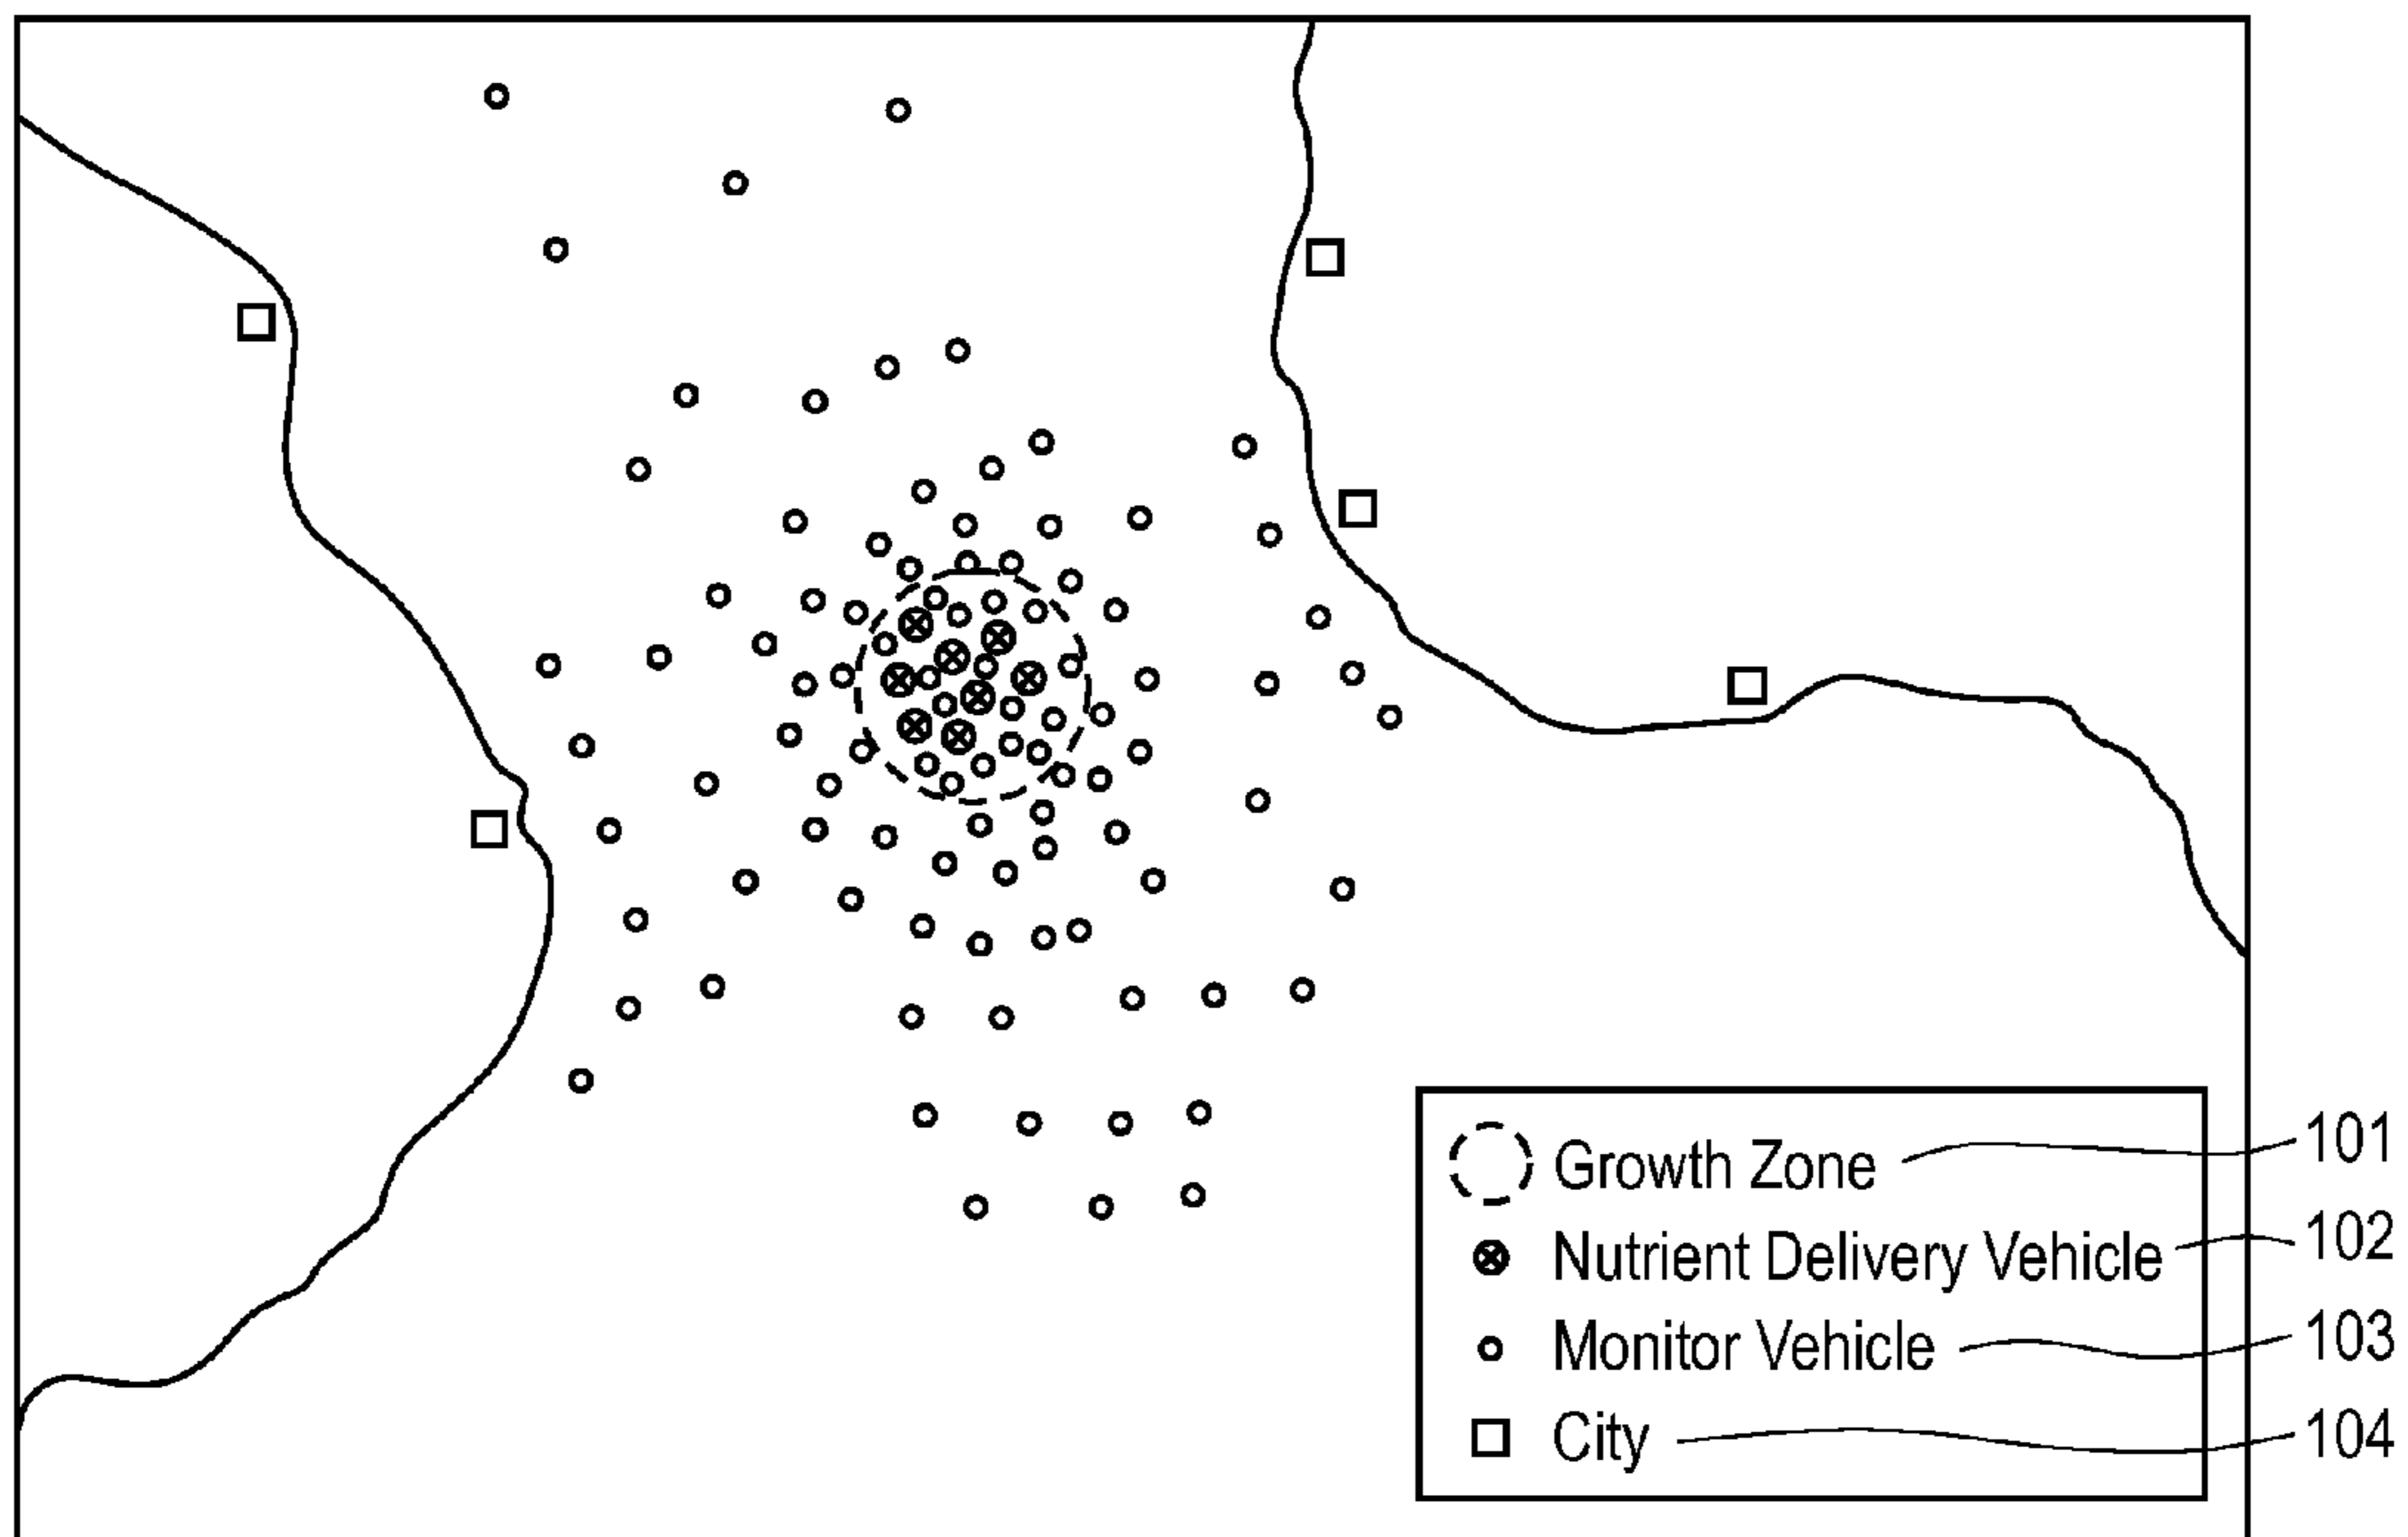 Growth Zone 101
Nutrient Delivery Vehicle 102
Monitor Vehicle 103
City 104